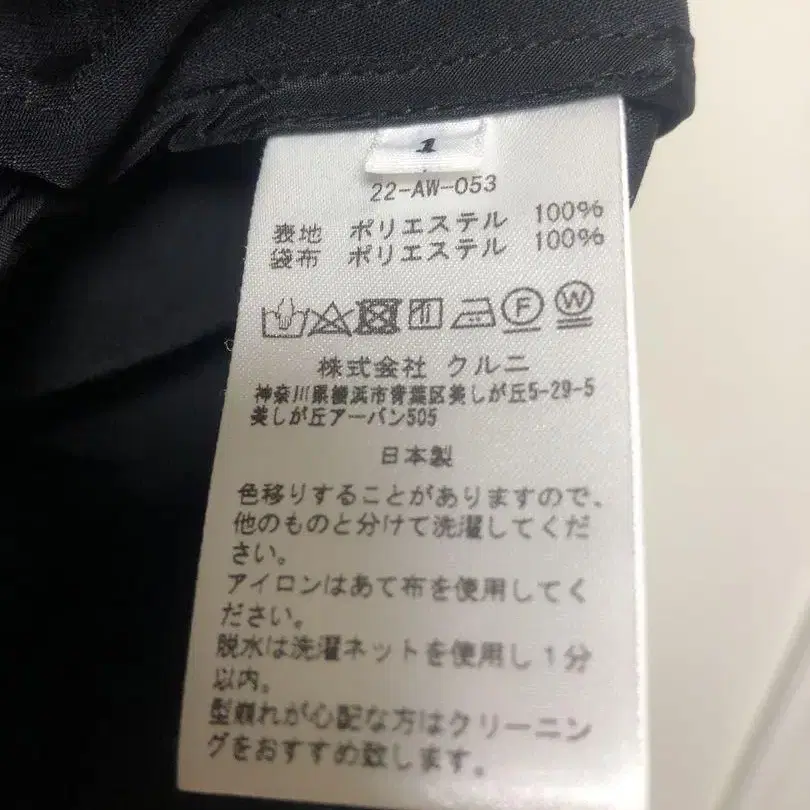 1
22-AW-053
表地 ポリエステル 100%
袋布 ポリエステル 100%
F W
株式会社 クルニ
神奈川県横浜市青葉区美しが丘5-29-5
美しが丘アーバン505
日本製
色移りすることがありますので、
他のものと分けて洗濯してくだ
さい。
アイロンはあて布を使用してく
ださい。
脱水は洗濯ネットを使用し1分
以内。
型崩れが心配な方はクリーニン
グをおすすめ致します。